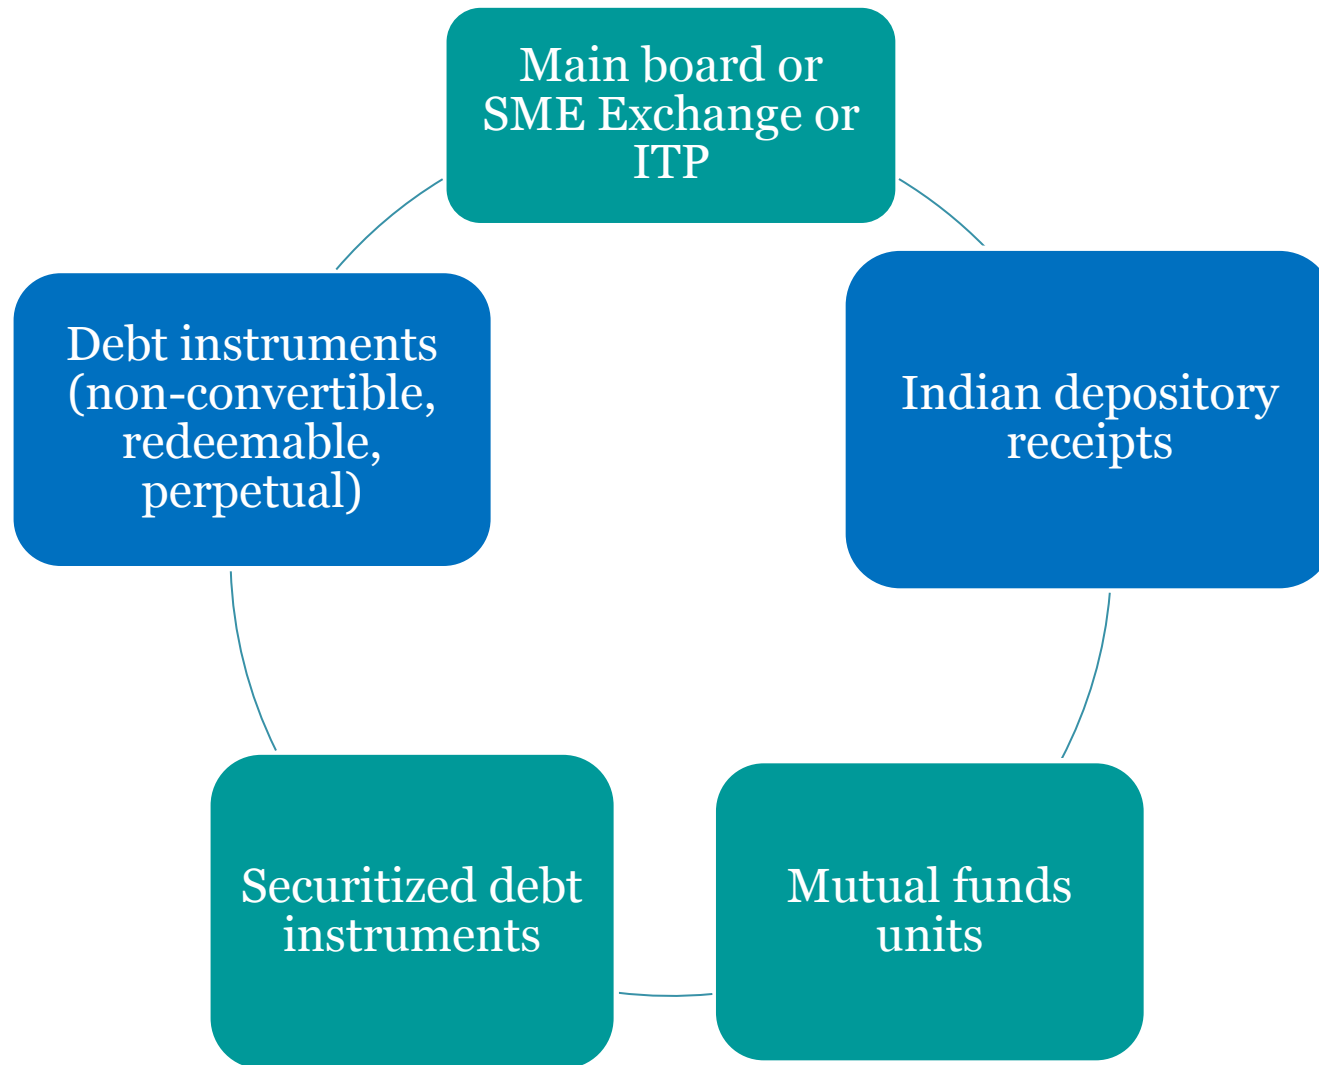 Main board or
SME Exchange or
ITP
Indian depository
receipts
Mutual funds
units
Securitized debt
instruments
Debt instruments
(non-convertible,
redeemable,
perpetual)